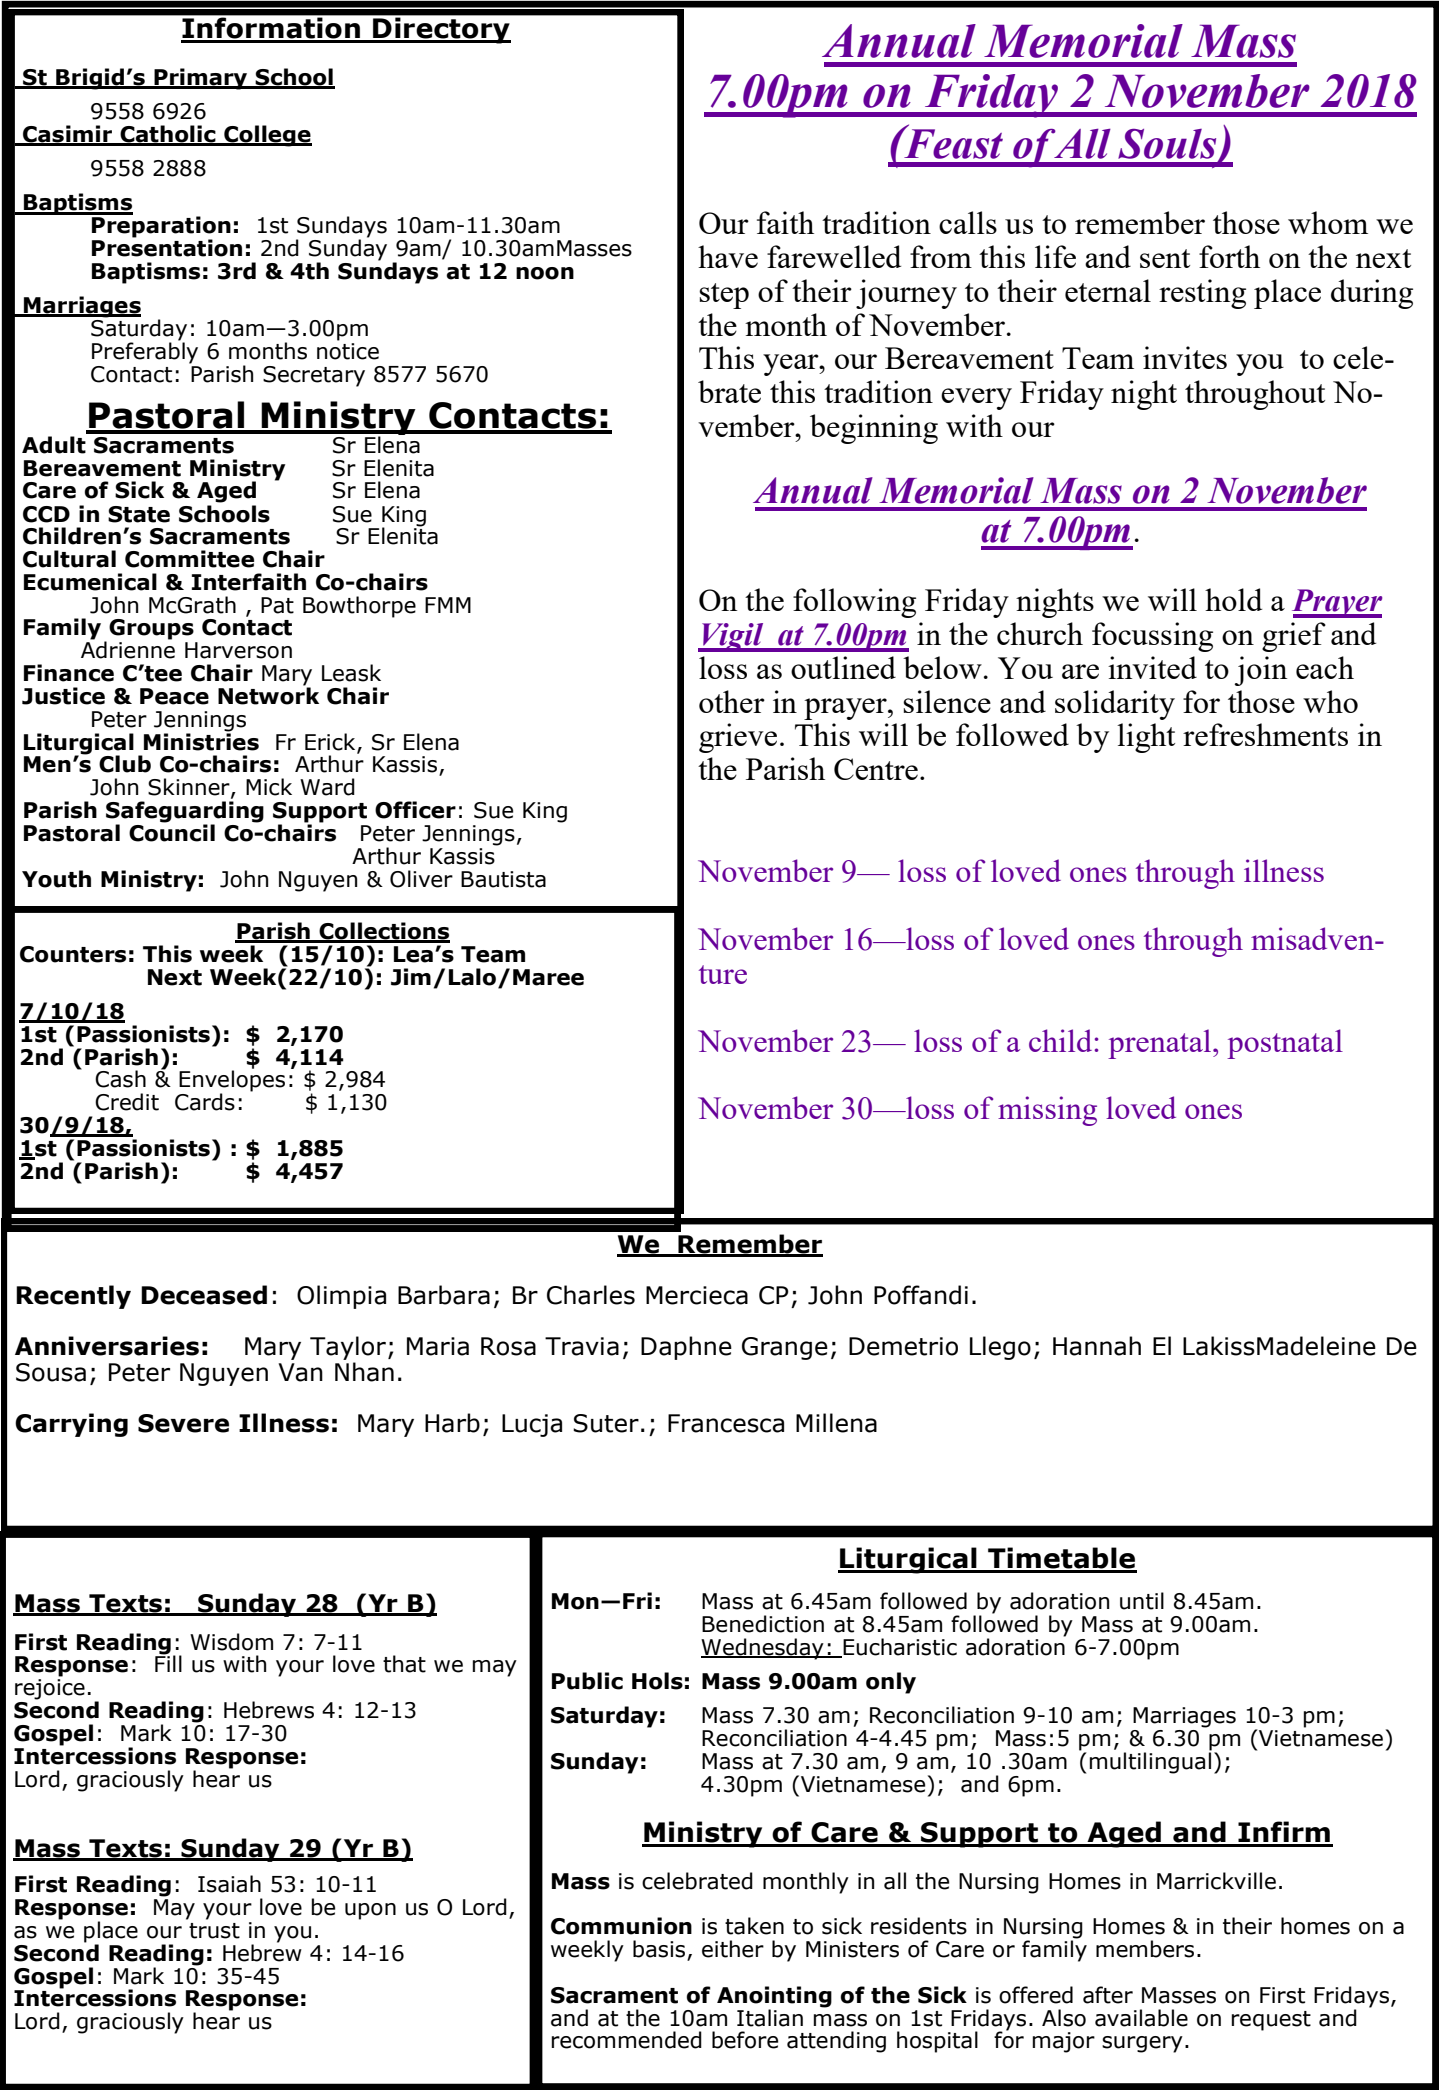 Information Directory
St Brigid's Primary School
9558 6926
Casimir Catholic College
9558 2888
Baptisms
Preparation: 1st Sundays 10am-11.30am
Presentation: 2nd Sunday 9am/ 10.30amMasses
Baptisms: 3rd & 4th Sundays at 12 noon
Marriages
Saturday: 10am—3.00pm
Preferably 6 months notice
Contact: Parish Secretary 8577 5670
Pastoral Ministry Contacts:
Adult Sacraments Sr Elena
Bereavement Ministry Sr Elenita
Care of Sick & Aged Sr Elena
CCD in State Schools Sue King
Children's Sacraments Sr Elenita
Cultural Committee Chair
Ecumenical & Interfaith Co-chairs
John McGrath , Pat Bowthorpe FMM
Family Groups Contact
Adrienne Harverson
Finance C'tee Chair Mary Leask
Justice & Peace Network Chair
Peter Jennings
Liturgical Ministries Fr Erick, Sr Elena
Men's Club Co-chairs: Arthur Kassis,
John Skinner, Mick Ward
Parish Safeguarding Support Officer: Sue King
Pastoral Council Co-chairs Peter Jennings,
Arthur Kassis
Youth Ministry: John Nguyen & Oliver Bautista
Parish Collections
Counters: This week (15/10): Lea's Team
Next Week(22/10): Jim/Lalo/Maree
7/10/18
1st (Passionists): $ 2,170
2nd (Parish): $ 4,114
Cash & Envelopes: $ 2,984
Credit Cards: $ 1,130
30/9/18,
1st (Passionists) : $ 1,885
2nd (Parish): $ 4,457
Annual Memorial Mass
7.00pm on Friday 2 November 2018
(Feast of All Souls)
Our faith tradition calls us to remember those whom we
have farewelled from this life and sent forth on the next
step of their journey to their eternal resting place during
the month of November.
This year, our Bereavement Team invites you to cele-
brate this tradition every Friday night throughout No-
vember, beginning with our
Annual Memorial Mass on 2 November
at 7.00pm.
On the following Friday nights we will hold a Prayer
Vigil at 7.00pm in the church focussing on grief and
loss as outlined below. You are invited to join each
other in prayer, silence and solidarity for those who
grieve. This will be followed by light refreshments in
the Parish Centre.
November 9— loss of loved ones through illness
November 16—loss of loved ones through misadven-
ture
November 23— loss of a child: prenatal, postnatal
November 30—loss of missing loved ones
We Remember
Recently Deceased: Olimpia Barbara; Br Charles Mercieca CP; John Poffandi.
Anniversaries: Mary Taylor; Maria Rosa Travia; Daphne Grange; Demetrio Llego; Hannah El LakissMadeleine De
Sousa; Peter Nguyen Van Nhan.
Carrying Severe Illness: Mary Harb; Lucja Suter.; Francesca Millena
Mass Texts: Sunday 28 (Yr B)
First Reading: Wisdom 7: 7-11
Response: Fill us with your love that we may
rejoice.
Second Reading: Hebrews 4: 12-13
Gospel: Mark 10: 17-30
Intercessions Response:
Lord, graciously hear us
Mass Texts: Sunday 29 (Yr B)
First Reading: Isaiah 53: 10-11
Response: May your love be upon us O Lord,
as we place our trust in you.
Second Reading: Hebrew 4: 14-16
Gospel: Mark 10: 35-45
Intercessions Response:
Lord, graciously hear us
Liturgical Timetable
Mon—Fri: Mass at 6.45am followed by adoration until 8.45am.
Benediction at 8.45am followed by Mass at 9.00am.
Wednesday: Eucharistic adoration 6-7.00pm
Public Hols: Mass 9.00am only
Saturday: Mass 7.30 am; Reconciliation 9-10 am; Marriages 10-3 pm;
Reconciliation 4-4.45 pm; Mass:5 pm; & 6.30 pm (Vietnamese)
Sunday: Mass at 7.30 am, 9 am, 10 .30am (multilingual);
4.30pm (Vietnamese); and 6pm.
Ministry of Care & Support to Aged and Infirm
Mass is celebrated monthly in all the Nursing Homes in Marrickville.
Communion is taken to sick residents in Nursing Homes & in their homes on a
weekly basis, either by Ministers of Care or family members.
Sacrament of Anointing of the Sick is offered after Masses on First Fridays,
and at the 10am Italian mass on 1st Fridays. Also available on request and
recommended before attending hospital for major surgery.